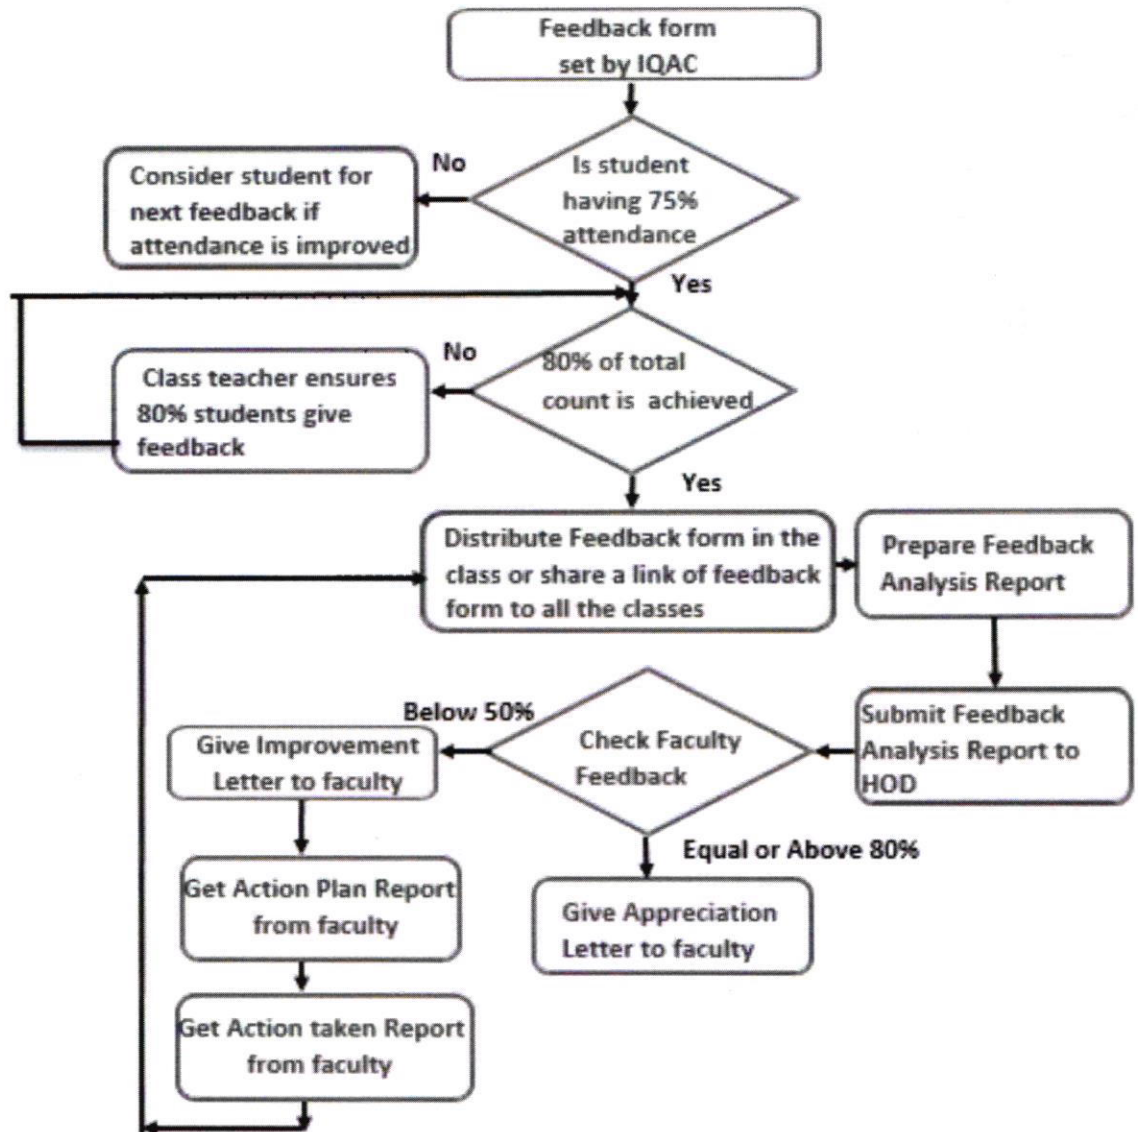 Feedback form
set by IQAC
Is student
having 75%
attendance
No
Consider student for
next feedback if
attendance is improved
Yes
80% of total
count is achieved
No
Class teacher ensures
80% students give
feedback
Yes
Distribute Feedback form in the
class or share a link of feedback
form to all the classes
Prepare Feedback
Analysis Report
Submit Feedback
Analysis Report to
HOD
Check Faculty
Feedback
Below 50%
Give Improvement
Letter to faculty
Equal or Above 80%
Give Appreciation
Letter to faculty
Get Action Plan Report
from faculty
Get Action taken Report
from faculty